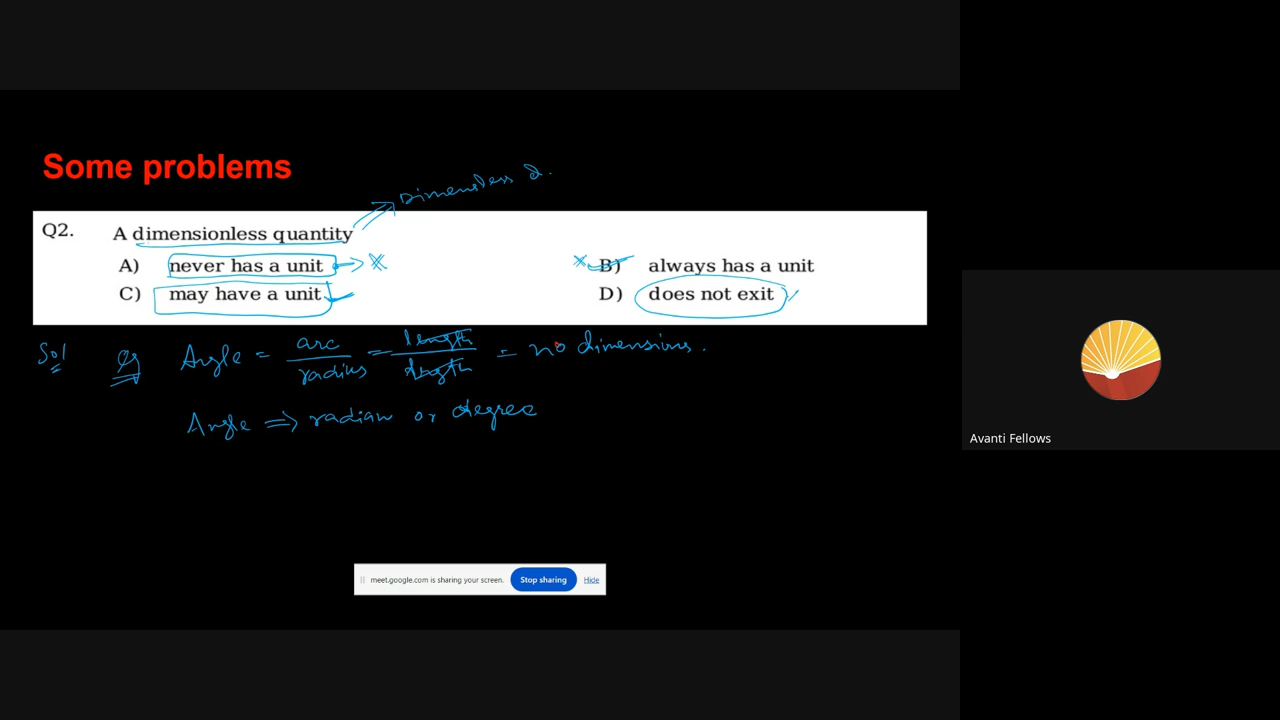 Some problems
Dimensless Q.
Q2. A dimensionless quantity
A) never has a unit B) always has a unit
C) may have a unit D) does not exit
Sol eg Angle = arc / radius = length / length = no dimensions.
Angle ⇒ radian or degree
Avanti Fellows
meet.google.com is sharing your screen. Stop sharing Hide